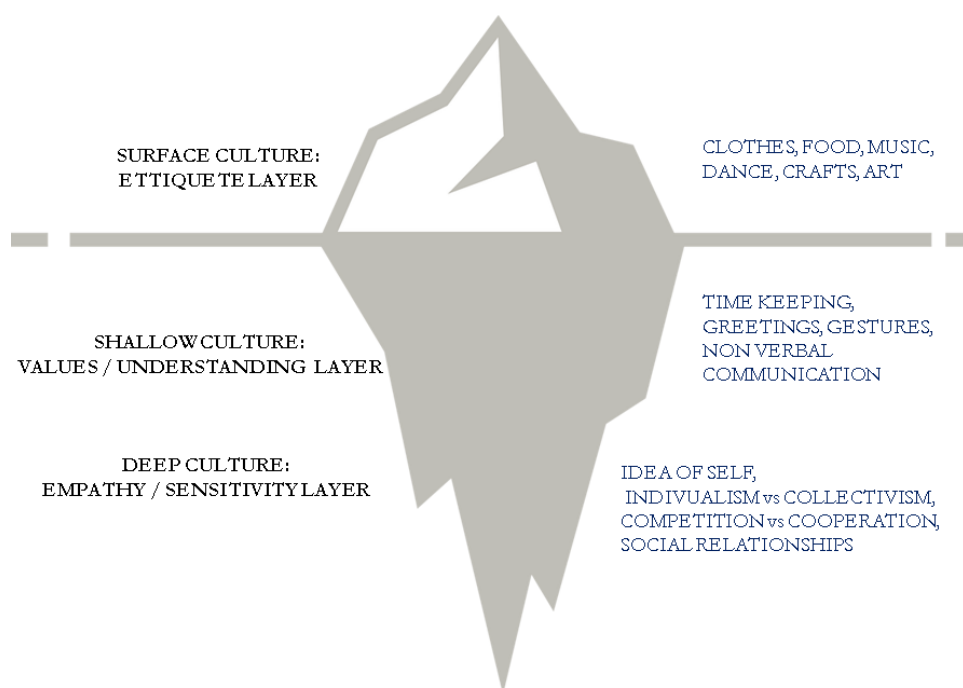 SURFACE CULTURE:
ETTIQUETE LAYER
CLOTHES, FOOD, MUSIC,
DANCE, CRAFTS, ART
SHALLOW CULTURE:
VALUES / UNDERSTANDING LAYER
TIME KEEPING,
GREETINGS, GESTURES,
NON VERBAL
COMMUNICATION
DEEP CULTURE:
EMPATHY / SENSITIVITY LAYER
IDEA OF SELF,
INDIVUALISM vs COLLECTIVISM,
COMPETITION vs COOPERATION,
SOCIAL RELATIONSHIPS